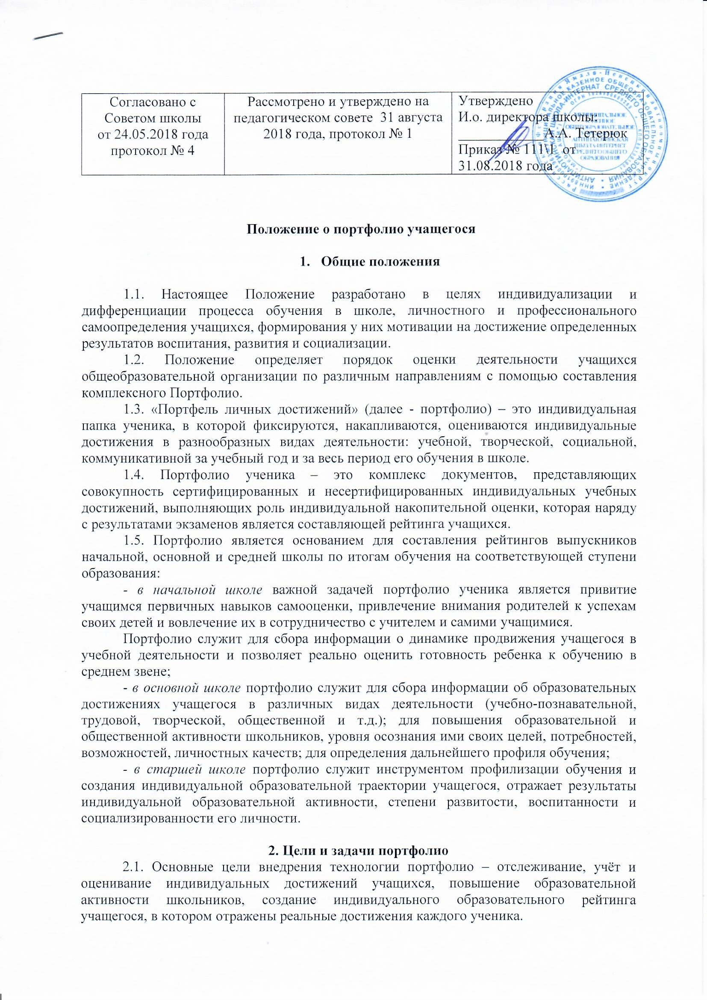 Согласовано с
Советом школы
от 24.05.2018 года
протокол № 4
Рассмотрено и утверждено на
педагогическом совете 31 августа
2018 года, протокол № 1
Утверждено
И.о. директора школы:
____________А.А. Тетерюк
Приказ № 111\1 от
31.08.2018 года
Положение о портфолио учащегося
1. Общие положения
1.1. Настоящее Положение разработано в целях индивидуализации и
дифференциации процесса обучения в школе, личностного и профессионального
самоопределения учащихся, формирования у них мотивации на достижение определенных
результатов воспитания, развития и социализации.
1.2. Положение определяет порядок оценки деятельности учащихся
общеобразовательной организации по различным направлениям с помощью составления
комплексного Портфолио.
1.3. «Портфель личных достижений» (далее - портфолио) – это индивидуальная
папка ученика, в которой фиксируются, накапливаются, оцениваются индивидуальные
достижения в разнообразных видах деятельности: учебной, творческой, социальной,
коммуникативной за учебный год и за весь период его обучения в школе.
1.4. Портфолио ученика – это комплекс документов, представляющих
совокупность сертифицированных и несертифицированных индивидуальных учебных
достижений, выполняющих роль индивидуальной накопительной оценки, которая наряду
с результатами экзаменов является составляющей рейтинга учащихся.
1.5. Портфолио является основанием для составления рейтингов выпускников
начальной, основной и средней школы по итогам обучения на соответствующей ступени
образования:
- в начальной школе важной задачей портфолио ученика является привитие
учащимся первичных навыков самооценки, привлечение внимания родителей к успехам
своих детей и вовлечение их в сотрудничество с учителем и самими учащимися.
Портфолио служит для сбора информации о динамике продвижения учащегося в
учебной деятельности и позволяет реально оценить готовность ребенка к обучению в
среднем звене;
- в основной школе портфолио служит для сбора информации об образовательных
достижениях учащегося в различных видах деятельности (учебно-познавательной,
трудовой, творческой, общественной и т.д.); для повышения образовательной и
общественной активности школьников, уровня осознания ими своих целей, потребностей,
возможностей, личностных качеств; для определения дальнейшего профиля обучения;
- в старшей школе портфолио служит инструментом профилизации обучения и
создания индивидуальной образовательной траектории учащегося, отражает результаты
индивидуальной образовательной активности, степени развитости, воспитанности и
социализированности его личности.
2. Цели и задачи портфолио
2.1. Основные цели внедрения технологии портфолио – отслеживание, учёт и
оценивание индивидуальных достижений учащихся, повышение образовательной
активности школьников, создание индивидуального образовательного рейтинга
учащегося, в котором отражены реальные достижения каждого ученика.